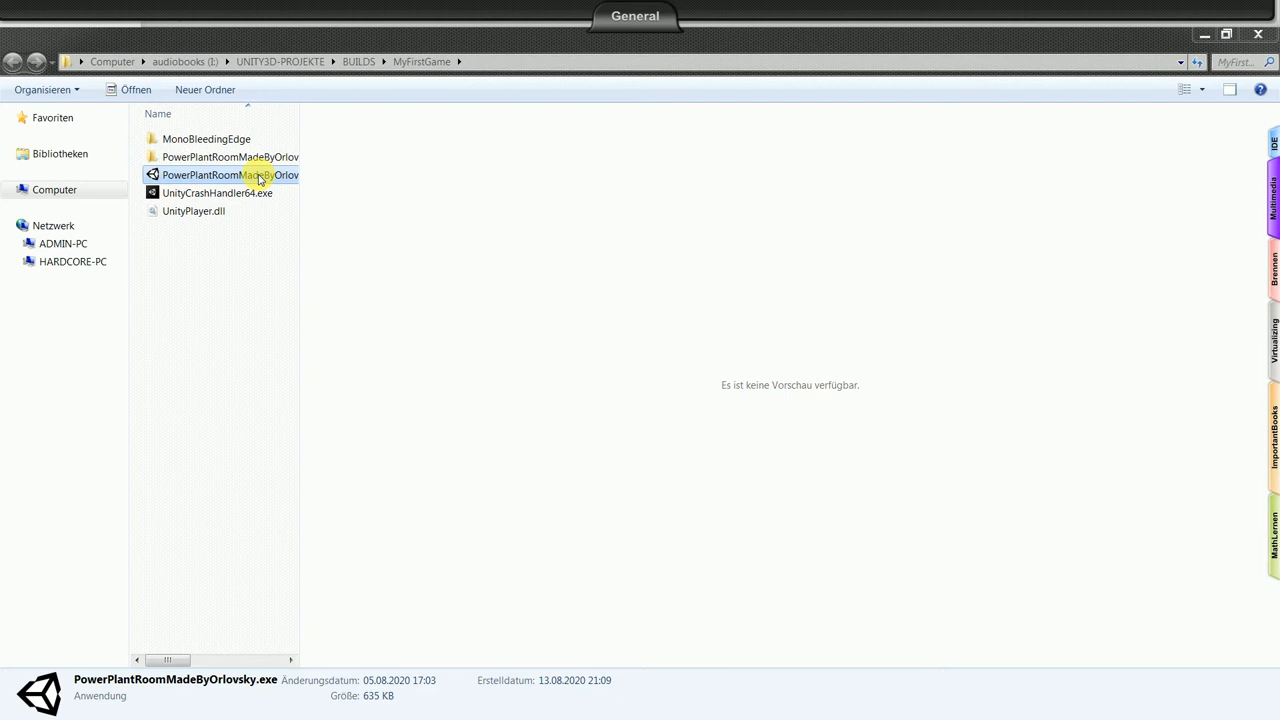 General
Computer
audiobooks (I:)
UNITY3D-PROJEKTE
BUILDS
MyFirstGame
MyFirst...
Organisieren
Öffnen
Neuer Ordner
Name
Favoriten
Bibliotheken
Computer
Netzwerk
ADMIN-PC
HARDCORE-PC
MonoBleedingEdge
PowerPlantRoomMadeByOrlov
PowerPlantRoomMadeByOrlov
UnityCrashHandler64.exe
UnityPlayer.dll
Es ist keine Vorschau verfügbar.
IDE
Multimedia
Brennen
Virtualizing
ImportantBooks
MathLernen
PowerPlantRoomMadeByOrlovsky.exe Änderungsdatum: 05.08.2020 17:03 Erstelldatum: 13.08.2020 21:09
Anwendung Größe: 635 KB